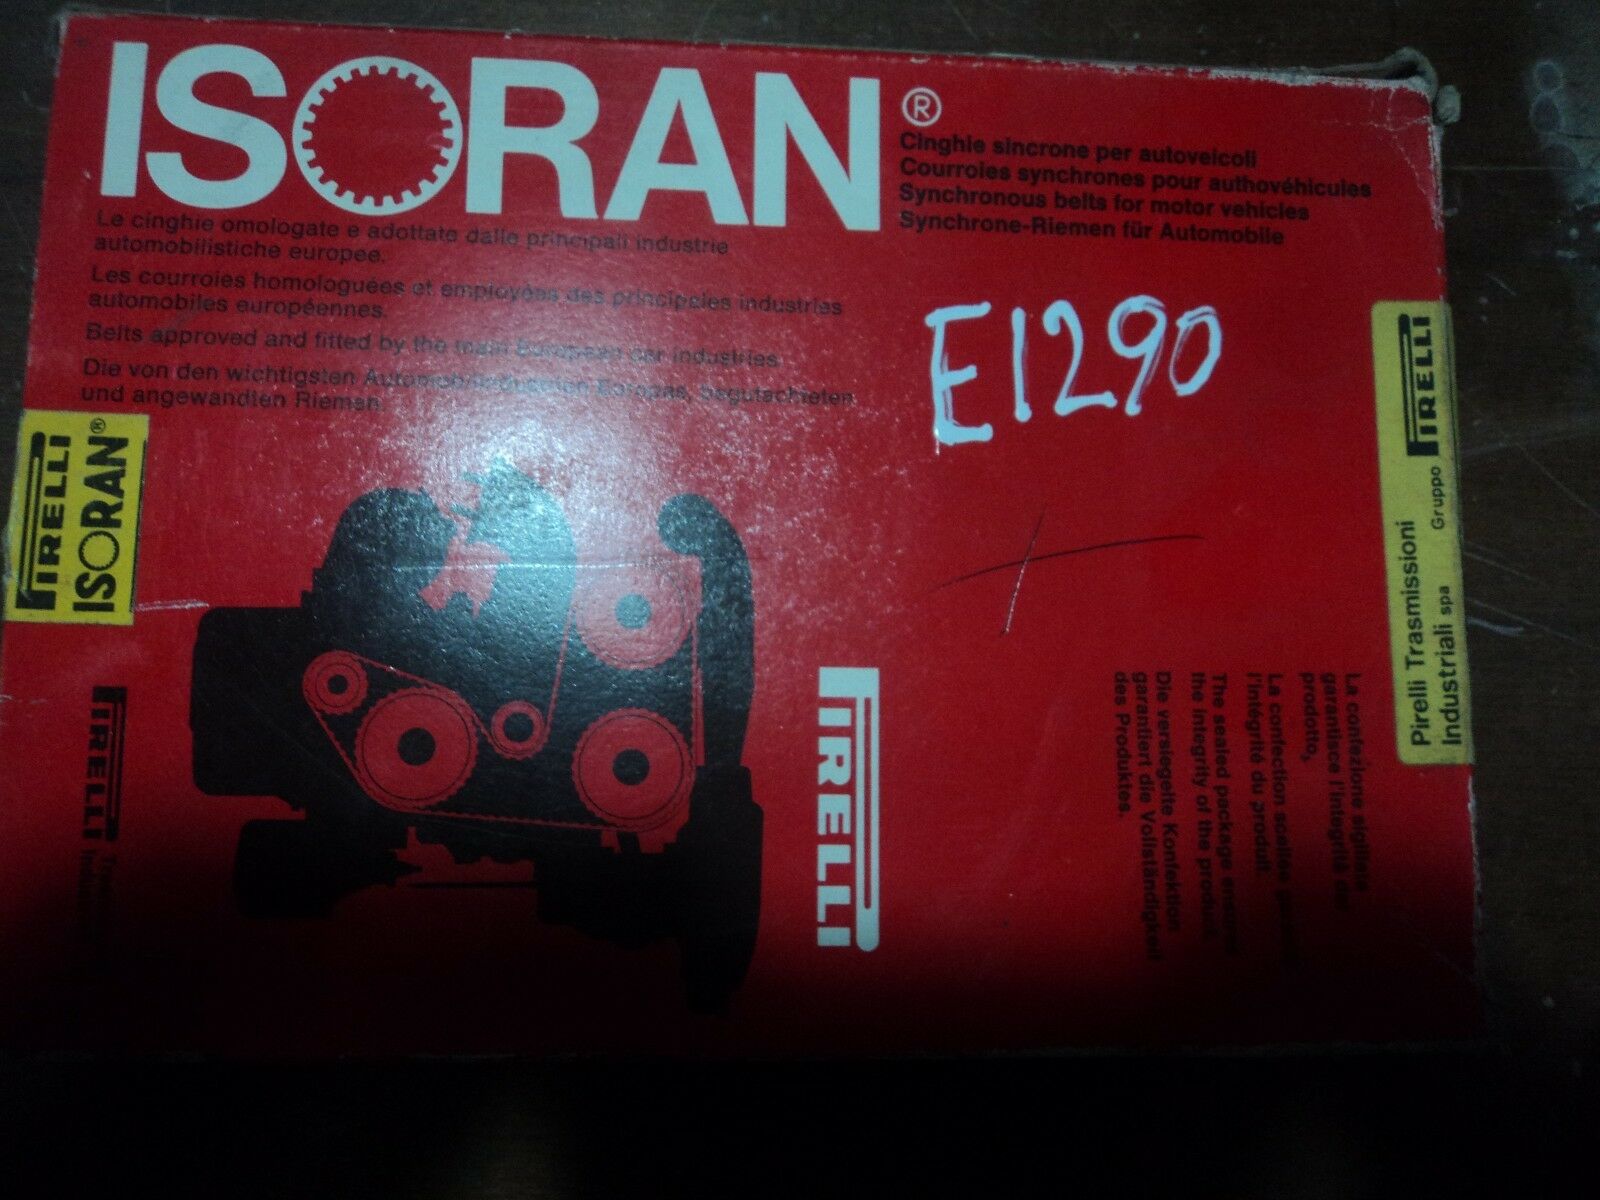 ISORAN®
Cinghie sincrone per autoveicoli
Courroies synchrones pour authovéhicules
Synchronous belts for motor vehicles
Synchrone-Riemen für Automobile
Le cinghie omologate e adottate dalle principali industrie
automobilistiche europee.
Les courroies homologuées et employées des principales industries
automobiles européennes.
Belts approved and fitted by the main European car industries
Die von den wichtigsten Automobilindustrien Europas, begutachteten
und angewandten Riemen.
E1290
PIRELLI
ISORAN®
PIRELLI
PIRELLI
Pirelli Trasmissioni
Industriali spa
Gruppo PIRELLI
La confezione sigillata
garantisce l'integrità del
prodotto,
La confection scellée
l'intégrité du produit.
The sealed package ensures
the integrity of the product.
Die versiegelte Konfektion
garantiert die Vollständigkeit
des Produktes.